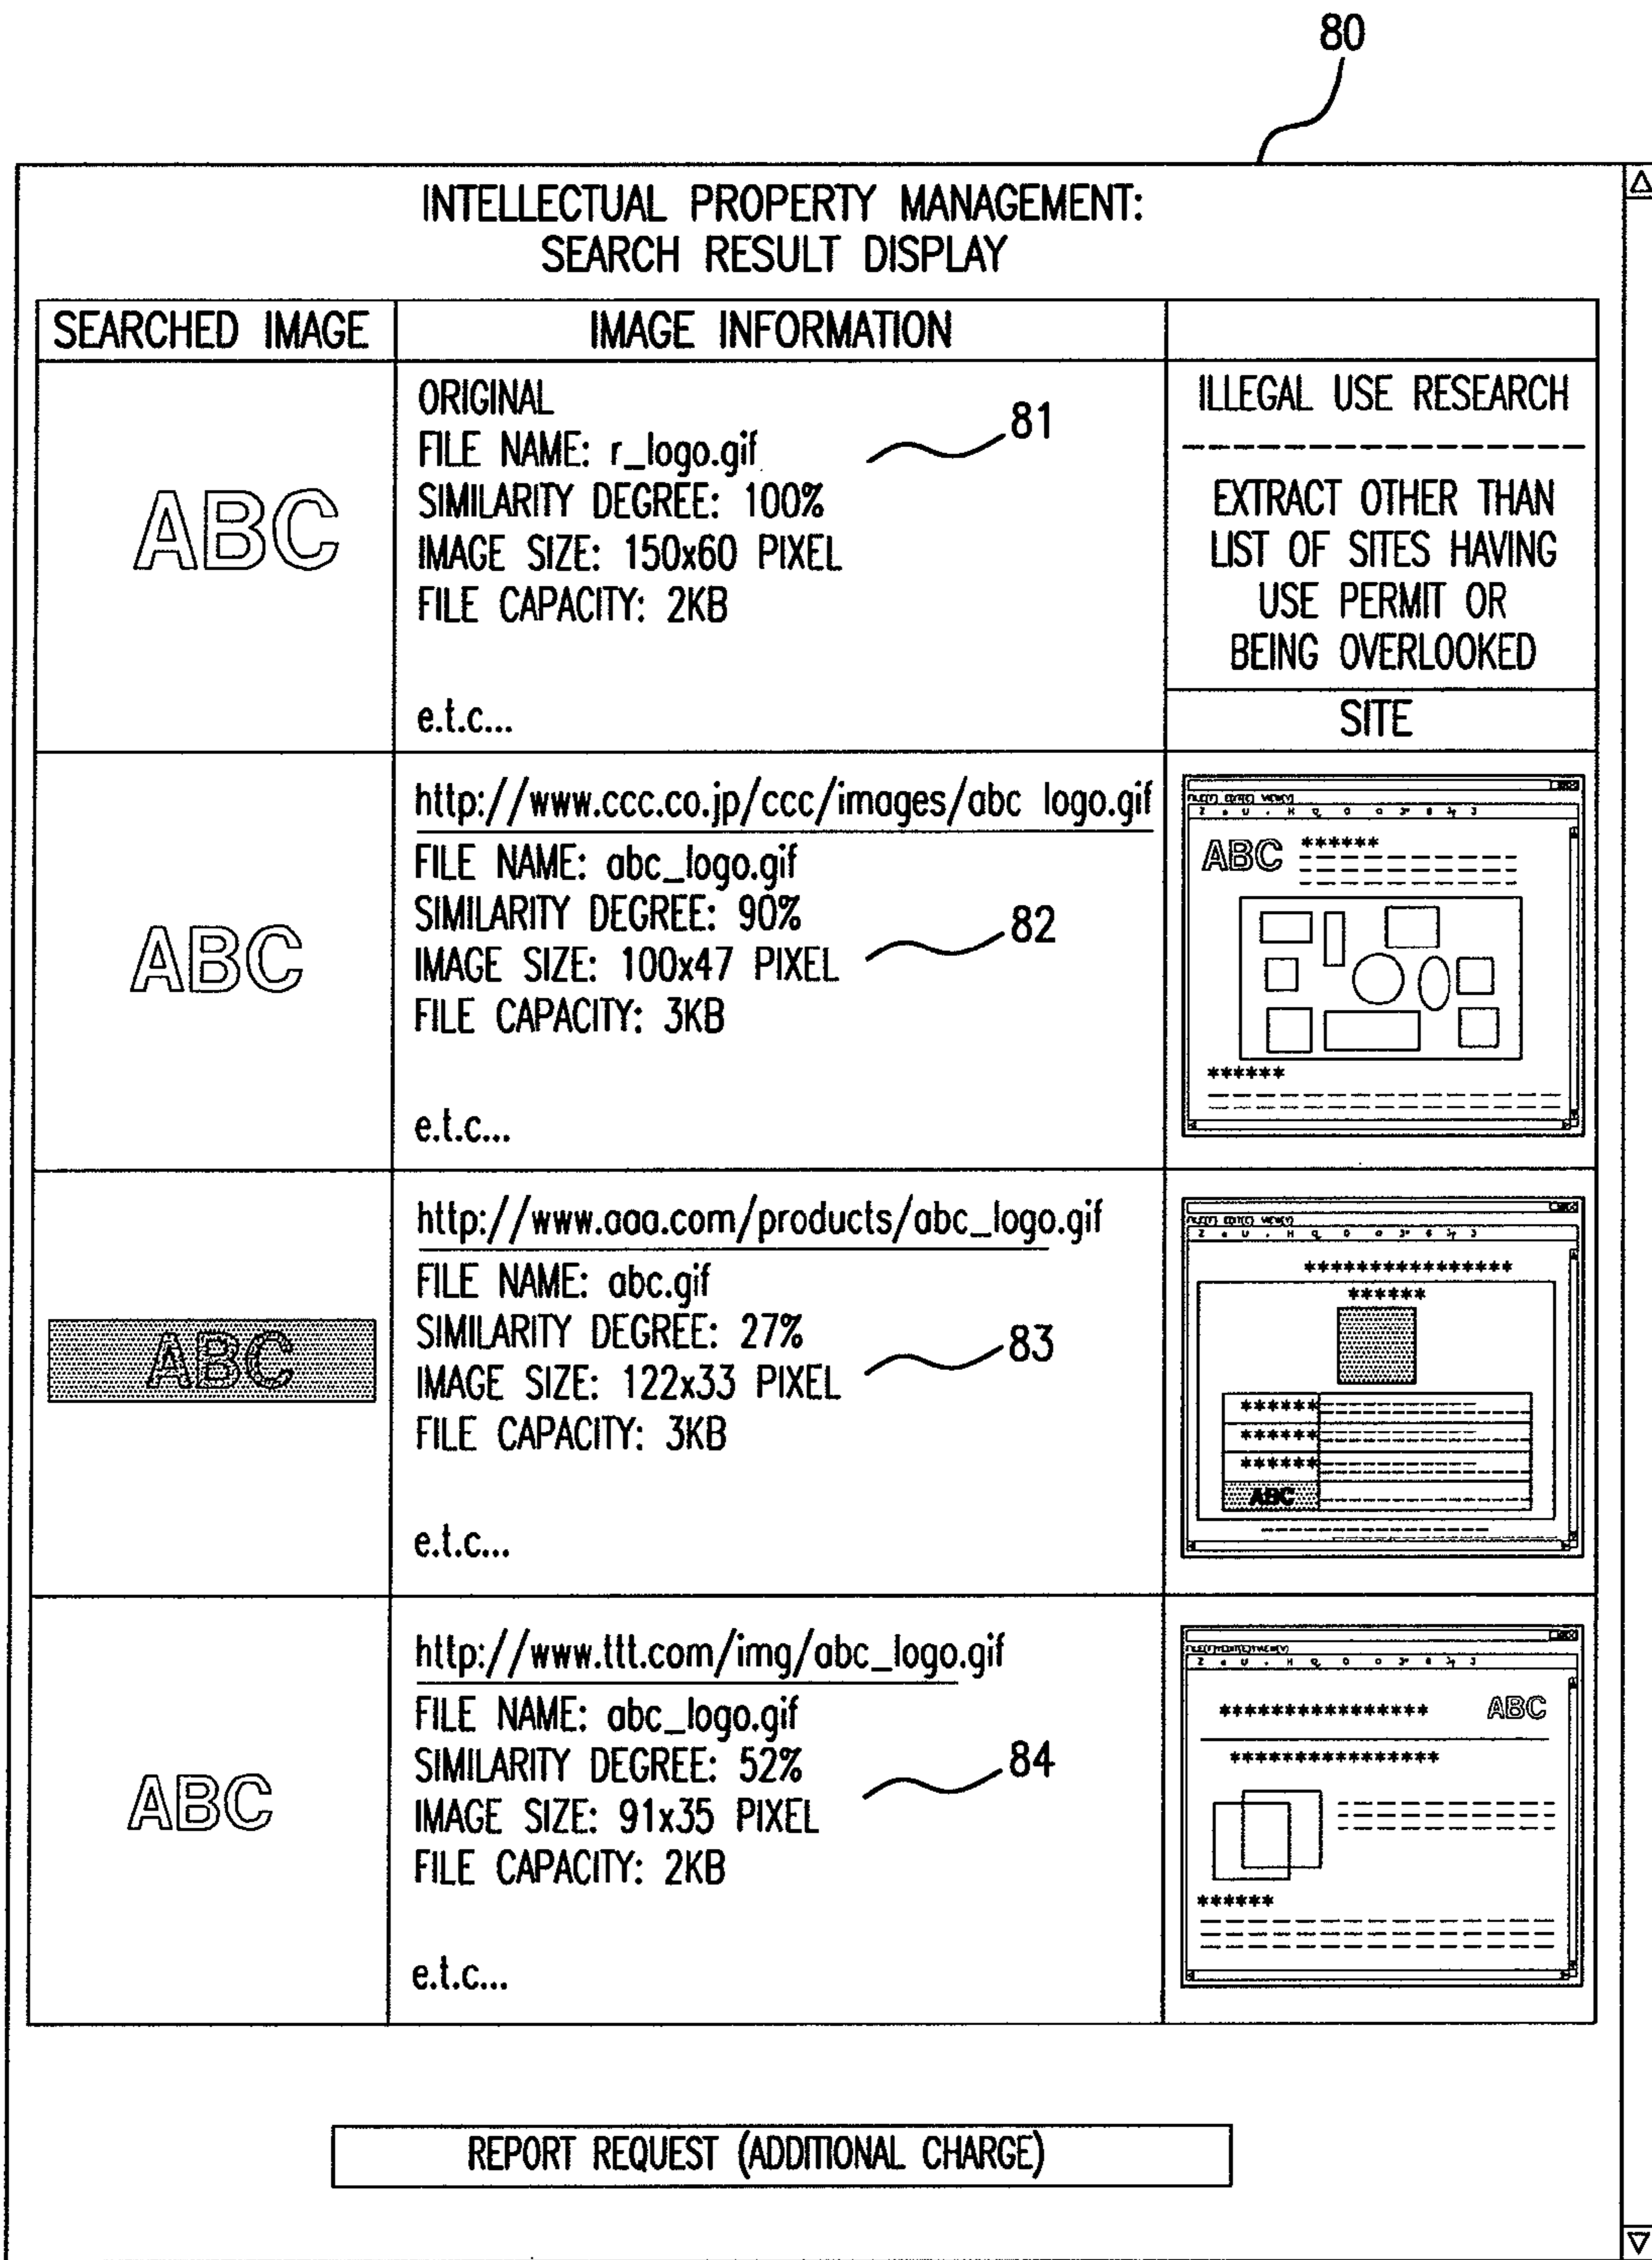 80
INTELLECTUAL PROPERTY MANAGEMENT:
SEARCH RESULT DISPLAY
SEARCHED IMAGE
IMAGE INFORMATION
ABC
ORIGINAL
FILE NAME: r_logo.gif
SIMILARITY DEGREE: 100%
IMAGE SIZE: 150x60 PIXEL
FILE CAPACITY: 2KB
e.t.c...
81
ILLEGAL USE RESEARCH
EXTRACT OTHER THAN
LIST OF SITES HAVING
USE PERMIT OR
BEING OVERLOOKED
SITE
ABC
http://www.ccc.co.jp/ccc/images/abc logo.gif
FILE NAME: abc_logo.gif
SIMILARITY DEGREE: 90%
IMAGE SIZE: 100x47 PIXEL
FILE CAPACITY: 3KB
e.t.c...
82
ABC ******
******
ABC
http://www.aaa.com/products/abc_logo.gif
FILE NAME: abc.gif
SIMILARITY DEGREE: 27%
IMAGE SIZE: 122x33 PIXEL
FILE CAPACITY: 3KB
e.t.c...
83
****************
******
******
******
******
ABC
ABC
http://www.ttt.com/img/abc_logo.gif
FILE NAME: abc_logo.gif
SIMILARITY DEGREE: 52%
IMAGE SIZE: 91x35 PIXEL
FILE CAPACITY: 2KB
e.t.c...
84
**************** ABC
****************
******
REPORT REQUEST (ADDITIONAL CHARGE)